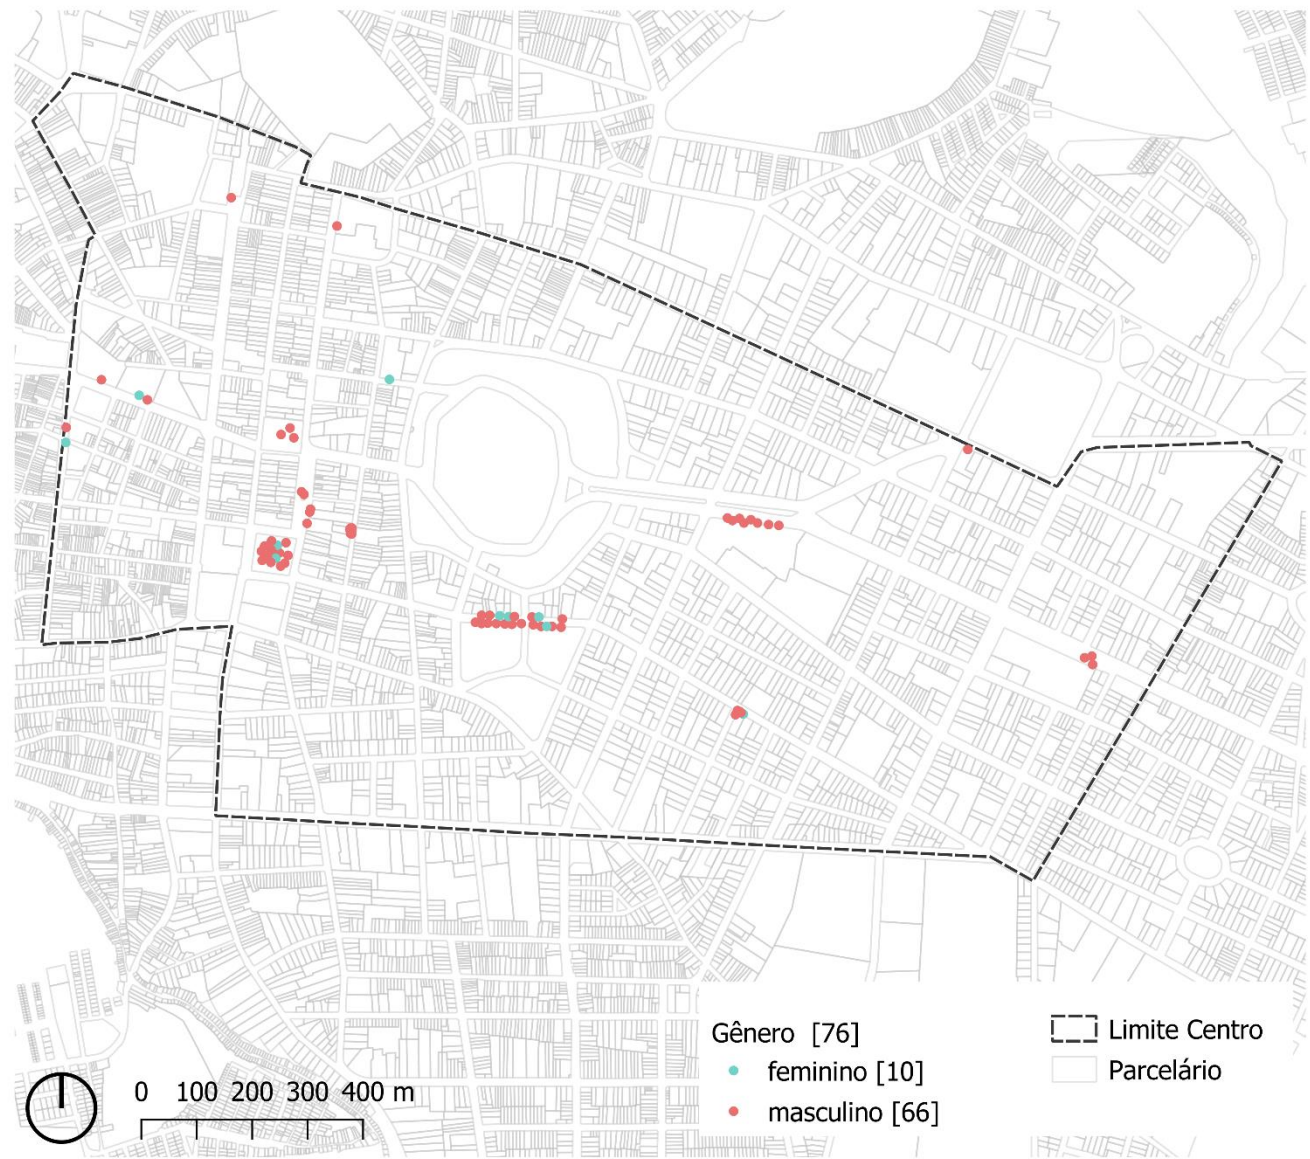 Gênero [76]
feminino [10]
masculino [66]
Limite Centro
Parcelário
0 100 200 300 400 m